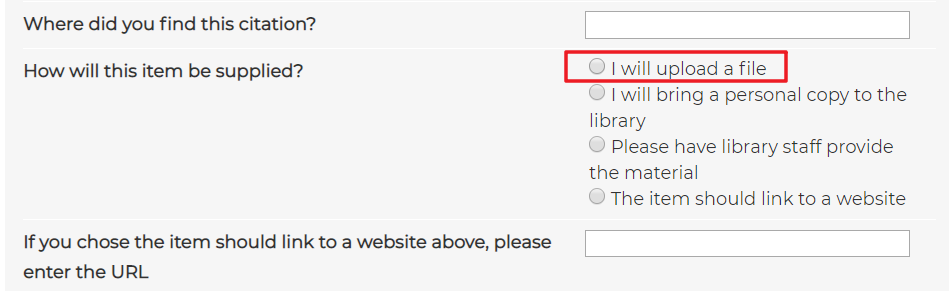 Where did you find this citation?
How will this item be supplied?
I will upload a file
I will bring a personal copy to the
library
Please have library staff provide
the material
The item should link to a website
If you chose the item should link to a website above, please
enter the URL